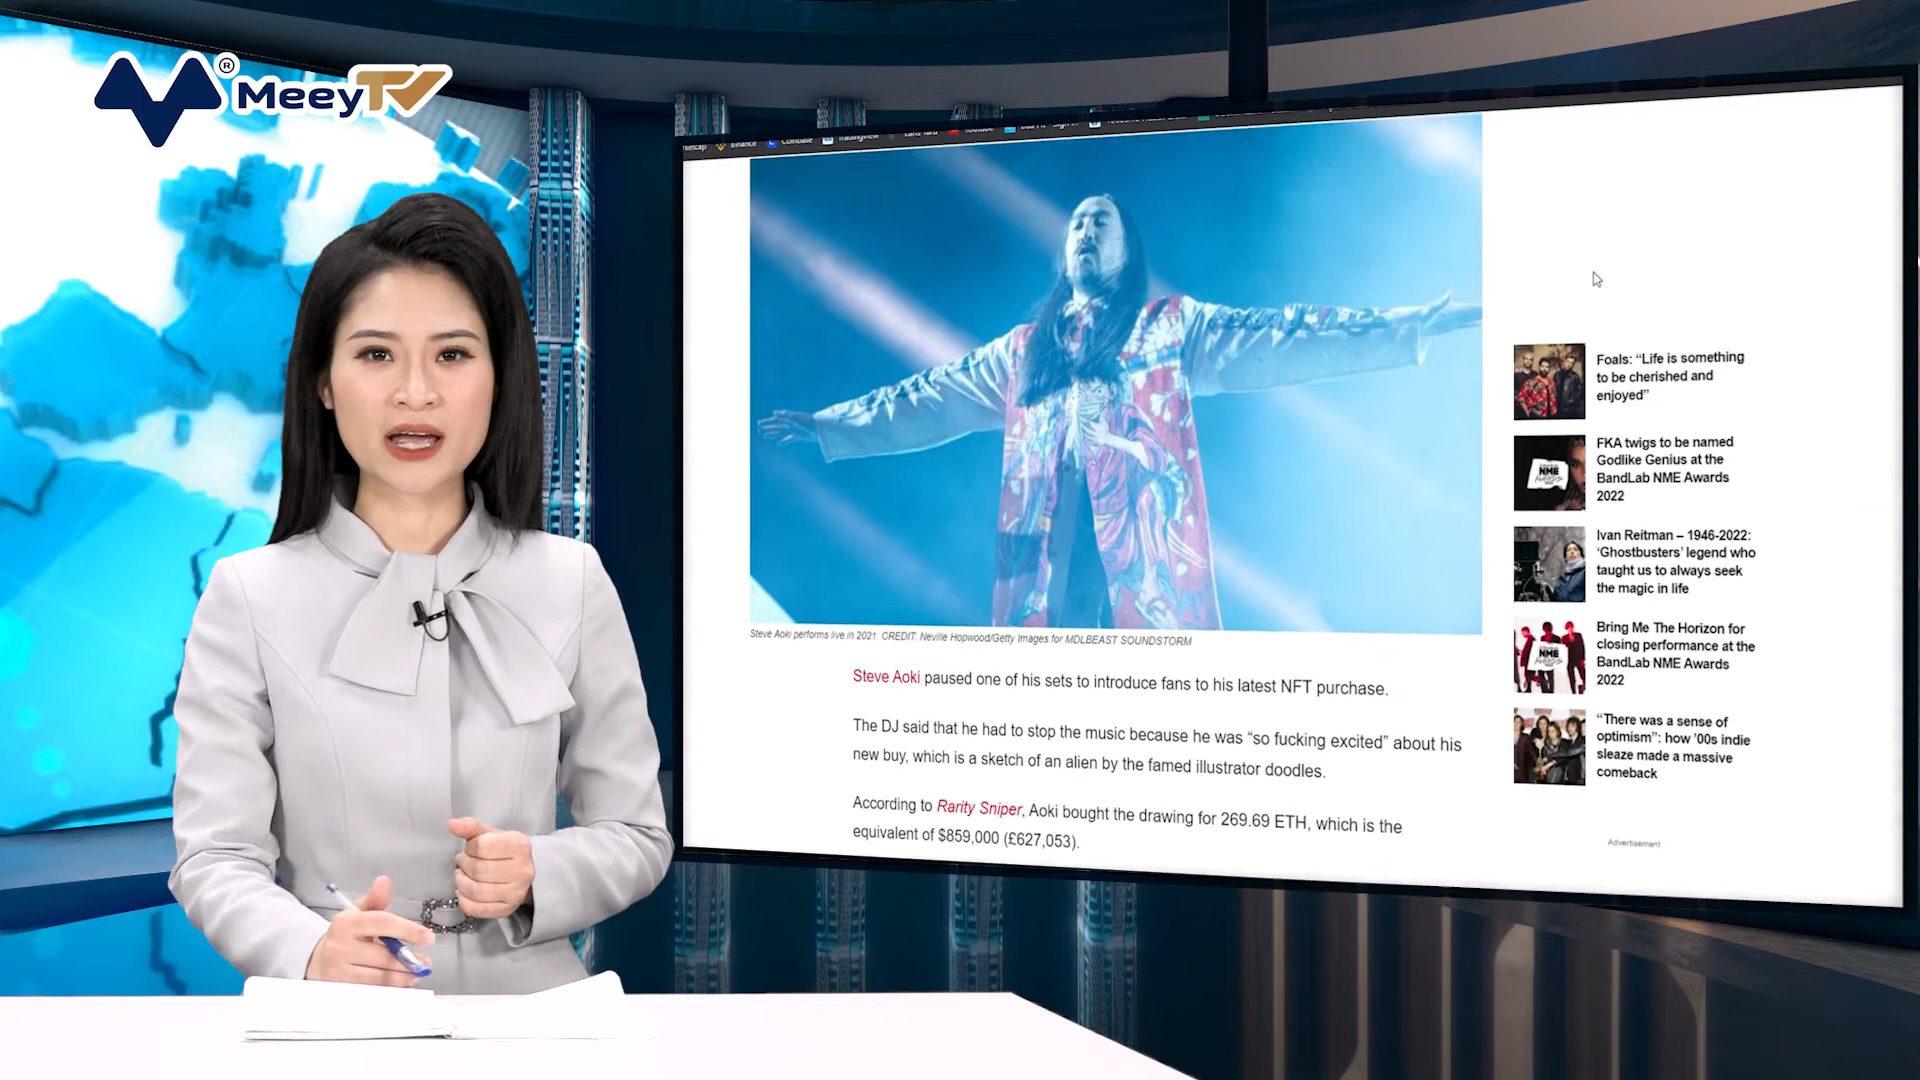 ® MeeyTV
Binance Coinbase TradingView
Steve Aoki performs live in 2021. CREDIT: Neville Hopwood/Getty Images for MDLBEAST SOUNDSTORM
Steve Aoki paused one of his sets to introduce fans to his latest NFT purchase.
The DJ said that he had to stop the music because he was “so fucking excited” about his
new buy, which is a sketch of an alien by the famed illustrator doodles.
According to Rarity Sniper, Aoki bought the drawing for 269.69 ETH, which is the
equivalent of $859,000 (£627,053).
Foals: “Life is something
to be cherished and
enjoyed”
NME
FKA twigs to be named
Godlike Genius at the
BandLab NME Awards
2022
Ivan Reitman – 1946-2022:
‘Ghostbusters’ legend who
taught us to always seek
the magic in life
NME
Bring Me The Horizon for
closing performance at the
BandLab NME Awards
2022
“There was a sense of
optimism”: how ’00s indie
sleaze made a massive
comeback
Advertisement